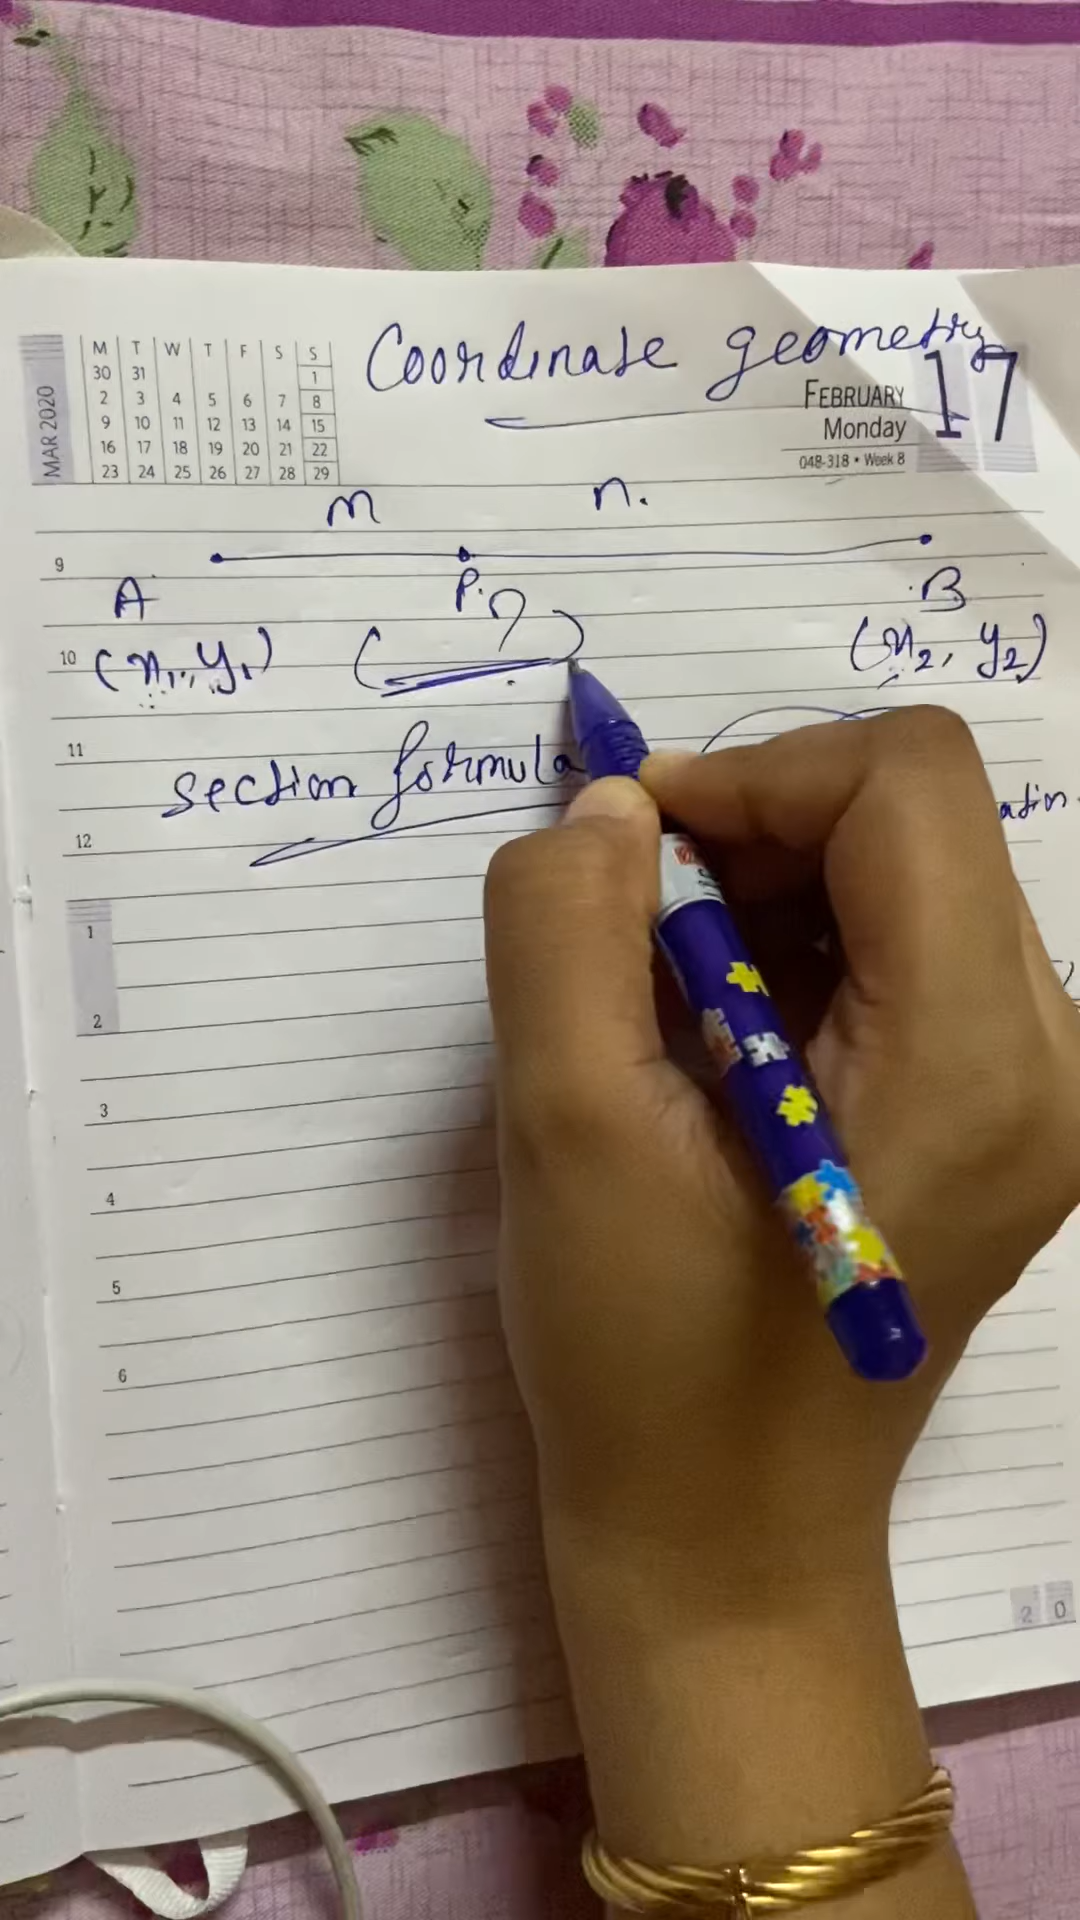 Coordinate geometry
MAR 2020
M T W T F S S
30 31 1
2 3 4 5 6 7 8
9 10 11 12 13 14 15
16 17 18 19 20 21 22
23 24 25 26 27 28 29
FEBRUARY 17
Monday
048-318 • Week 8
m n.
9
A P. ? B
10 (x1, y1) ( ) (x2, y2)
11
section formula
12
1
2
3
4
5
6
20